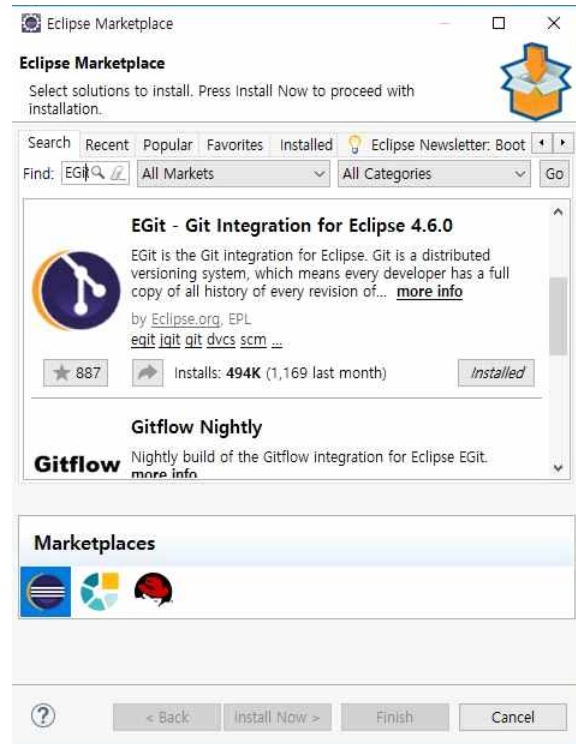 Eclipse Marketplace
Eclipse Marketplace
Select solutions to install. Press Install Now to proceed with
installation.
Search Recent Popular Favorites Installed Eclipse Newsletter: Boot
Find: EGit All Markets All Categories Go
EGit - Git Integration for Eclipse 4.6.0
EGit is the Git integration for Eclipse. Git is a distributed
versioning system, which means every developer has a full
copy of all history of every revision of... more info
by Eclipse.org, EPL
egit jgit git dvcs scm ...
887 Installs: 494K (1,169 last month) Installed
Gitflow Nightly
Gitflow Nightly build of the Gitflow integration for Eclipse EGit.
more info
Marketplaces
? < Back Install Now > Finish Cancel